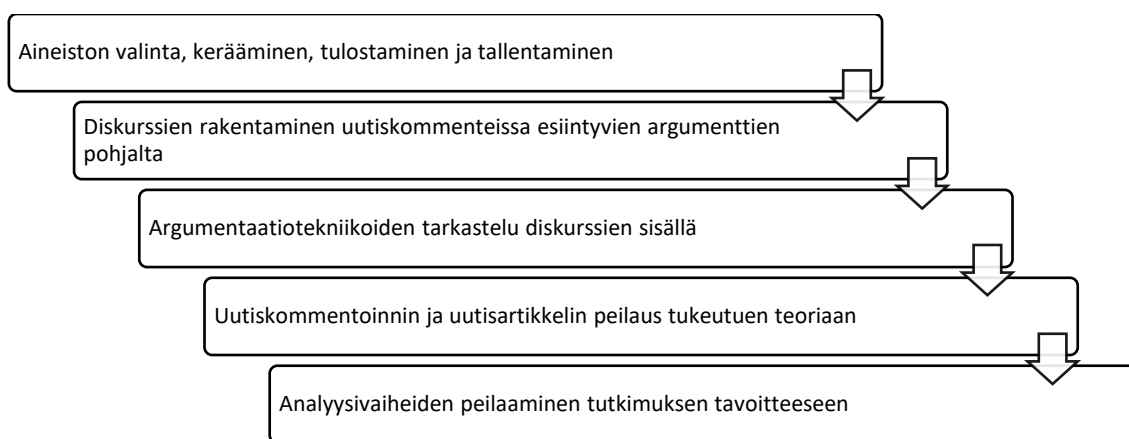 Aineiston valinta, kerääminen, tulostaminen ja tallentaminen
Diskurssien rakentaminen uutiskommenteissa esiintyvien argumenttien
pohjalta
Argumentaatiotekniikoiden tarkastelu diskurssien sisällä
Uutiskommentoinnin ja uutisartikkelin peilaus tukeutuen teoriaan
Analyysivaiheiden peilaaminen tutkimuksen tavoitteeseen